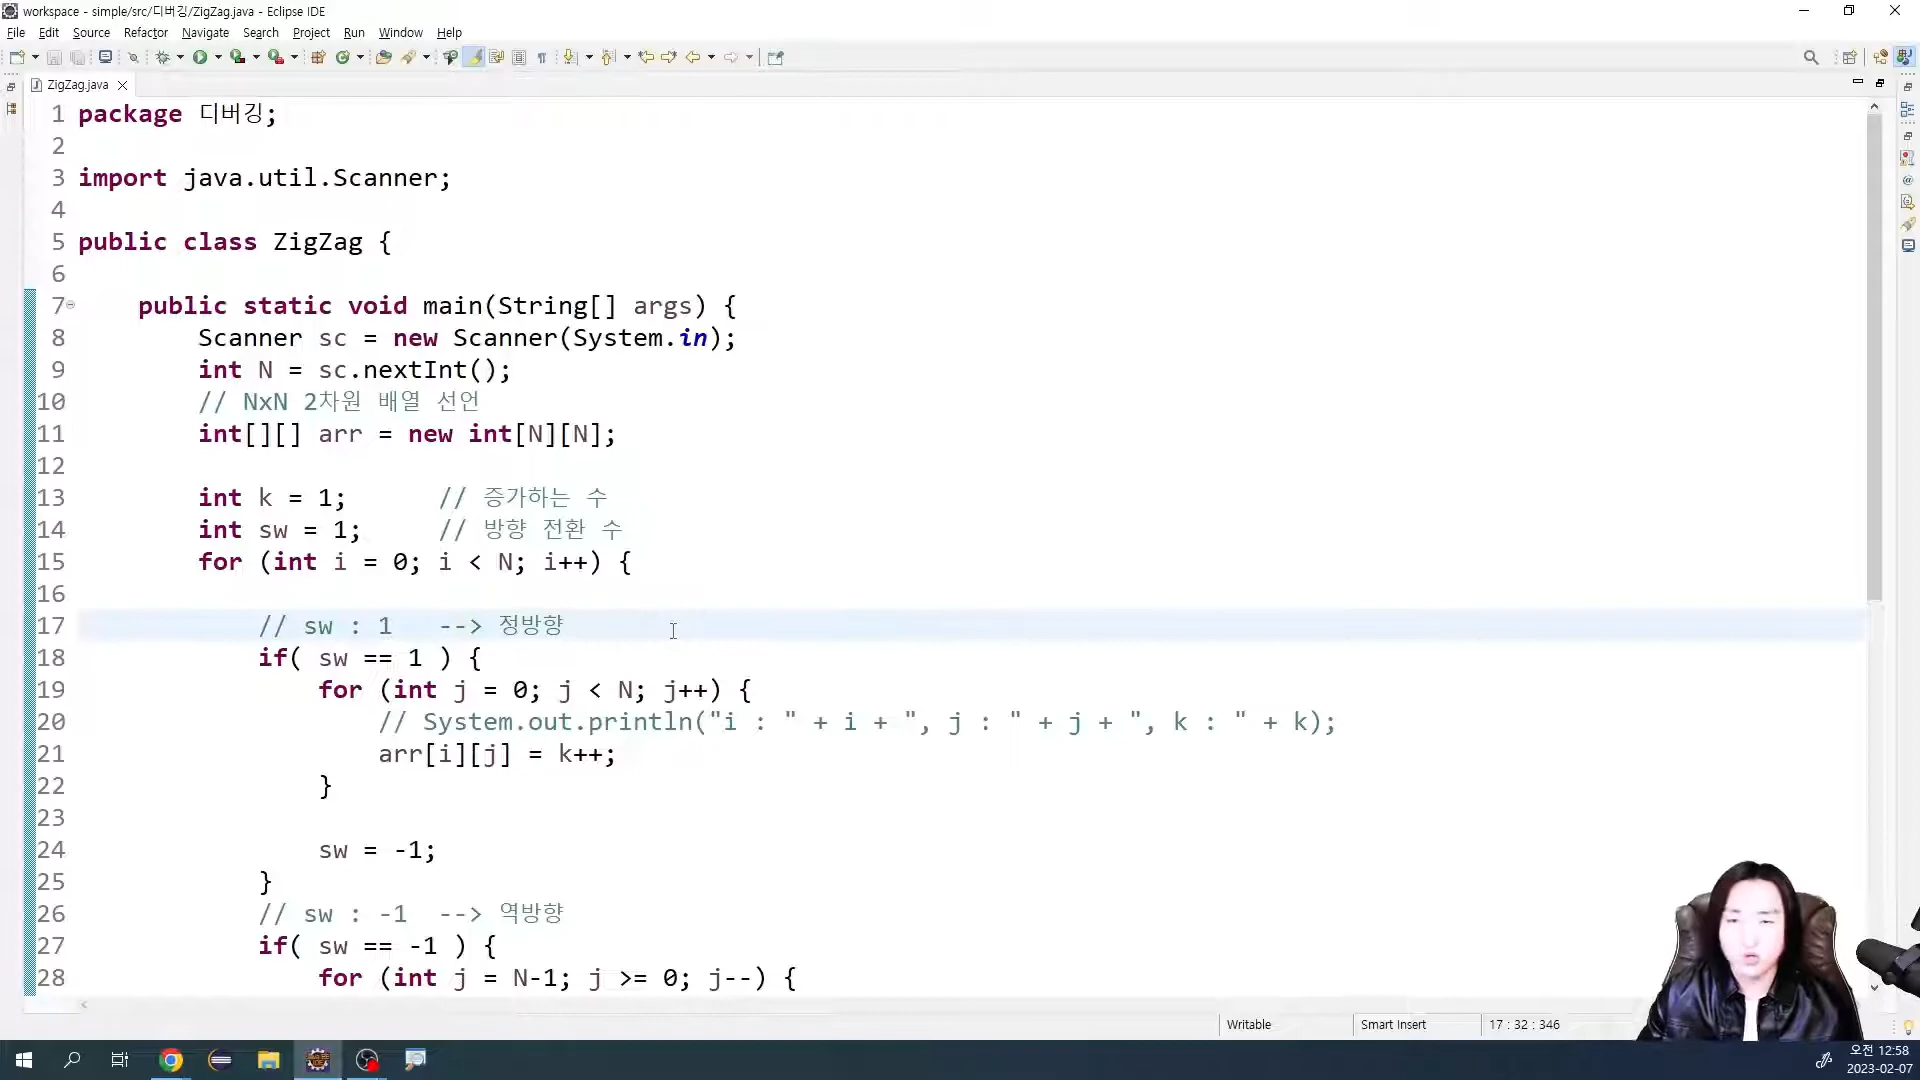 workspace - simple/src/디버깅/ZigZag.java - Eclipse IDE
File Edit Source Refactor Navigate Search Project Run Window Help
ZigZag.java
1 package 디버깅;
2
3 import java.util.Scanner;
4
5 public class ZigZag {
6
7 public static void main(String[] args) {
8 Scanner sc = new Scanner(System.in);
9 int N = sc.nextInt();
10 // NxN 2차원 배열 선언
11 int[][] arr = new int[N][N];
12
13 int k = 1; // 증가하는 수
14 int sw = 1; // 방향 전환 수
15 for (int i = 0; i < N; i++) {
16
17 // sw : 1 --> 정방향
18 if( sw == 1 ) {
19 for (int j = 0; j < N; j++) {
20 // System.out.println("i : " + i + ", j : " + j + ", k : " + k);
21 arr[i][j] = k++;
22 }
23
24 sw = -1;
25 }
26 // sw : -1 --> 역방향
27 if( sw == -1 ) {
28 for (int j = N-1; j >= 0; j--) {
Writable Smart Insert 17 : 32 : 346
오전 12:58
2023-02-07